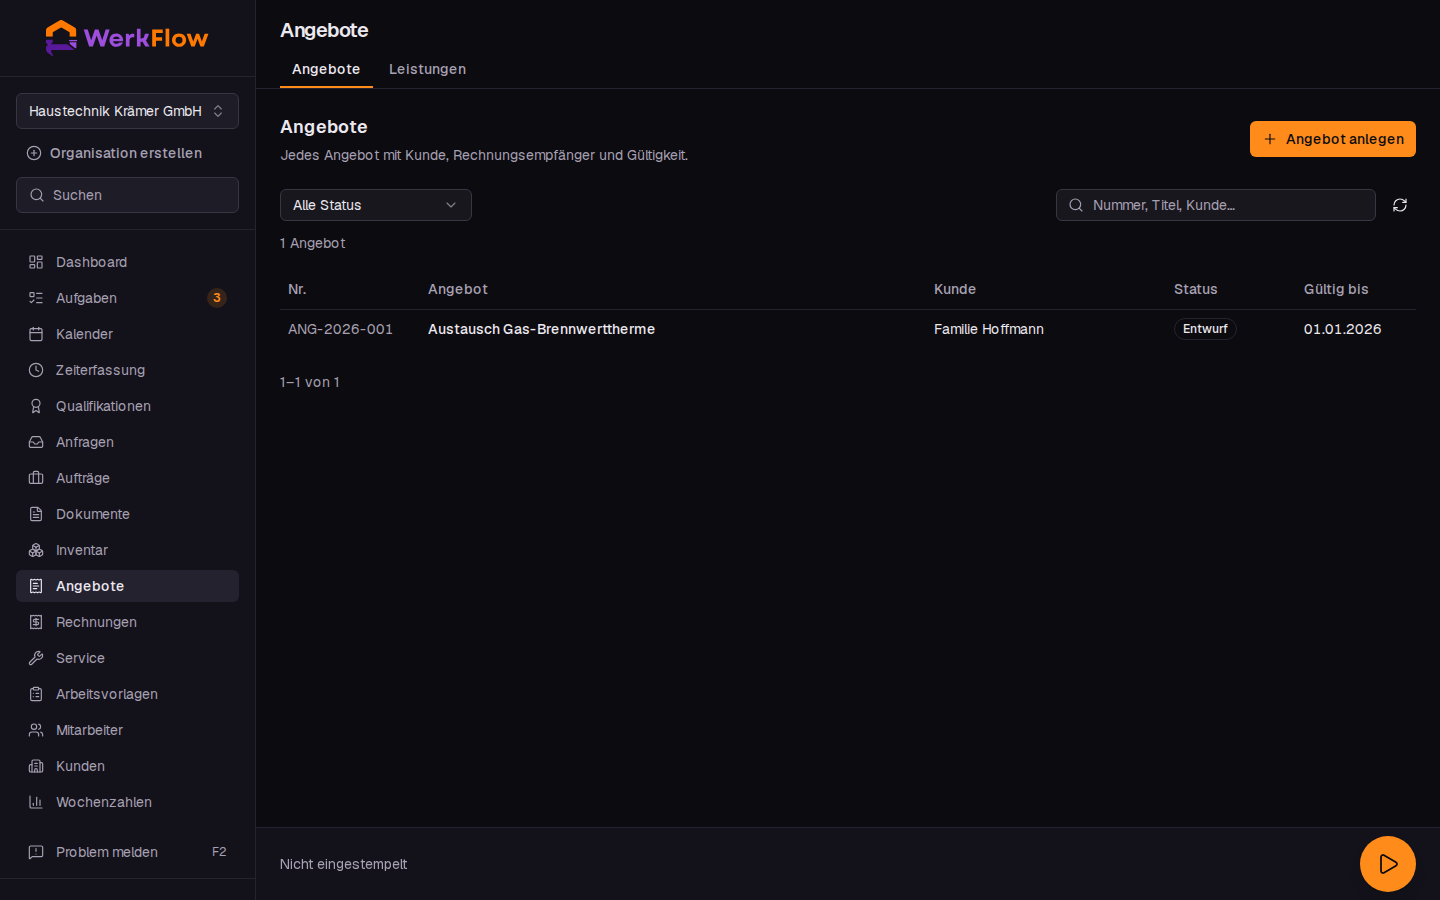 WerkFlow
Haustechnik Krämer GmbH
Organisation erstellen
Suchen
Dashboard
Aufgaben 3
Kalender
Zeiterfassung
Qualifikationen
Anfragen
Aufträge
Dokumente
Inventar
Angebote
Rechnungen
Service
Arbeitsvorlagen
Mitarbeiter
Kunden
Wochenzahlen
Problem melden F2
Angebote
Angebote Leistungen
Angebote
Jedes Angebot mit Kunde, Rechnungsempfänger und Gültigkeit.
Angebot anlegen
Alle Status
Nummer, Titel, Kunde...
1 Angebot
Nr. Angebot Kunde Status Gültig bis
ANG-2026-001 Austausch Gas-Brennwerttherme Familie Hoffmann Entwurf 01.01.2026
1–1 von 1
Nicht eingestempelt